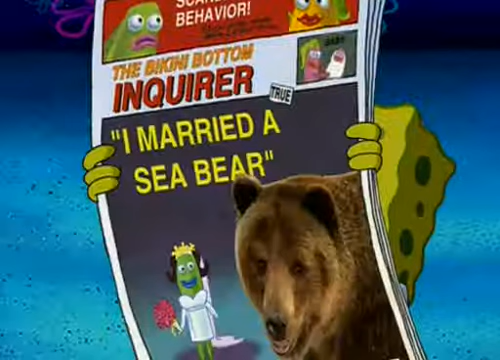 BEHAVIOR!
THE BIKINI BOTTOM
INQUIRER
TRUE
"I MARRIED A
SEA BEAR"